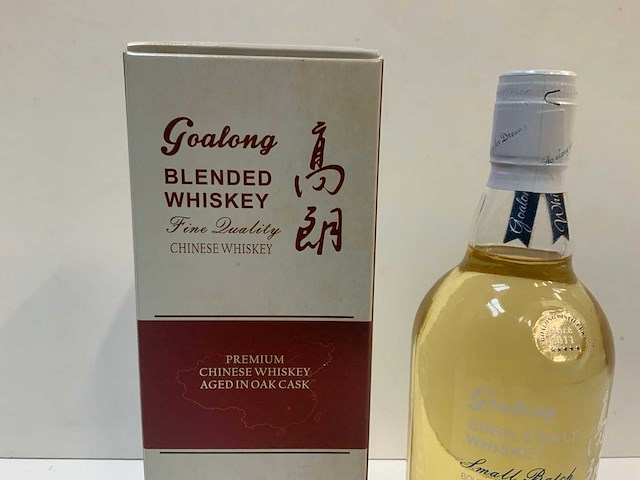 Goalong
BLENDED
WHISKEY
Fine Quality
CHINESE WHISKEY
高朗
PREMIUM
CHINESE WHISKEY
AGED IN OAK CASK
Goalong
SINGLE MALT
WHISKEY
Small Batch